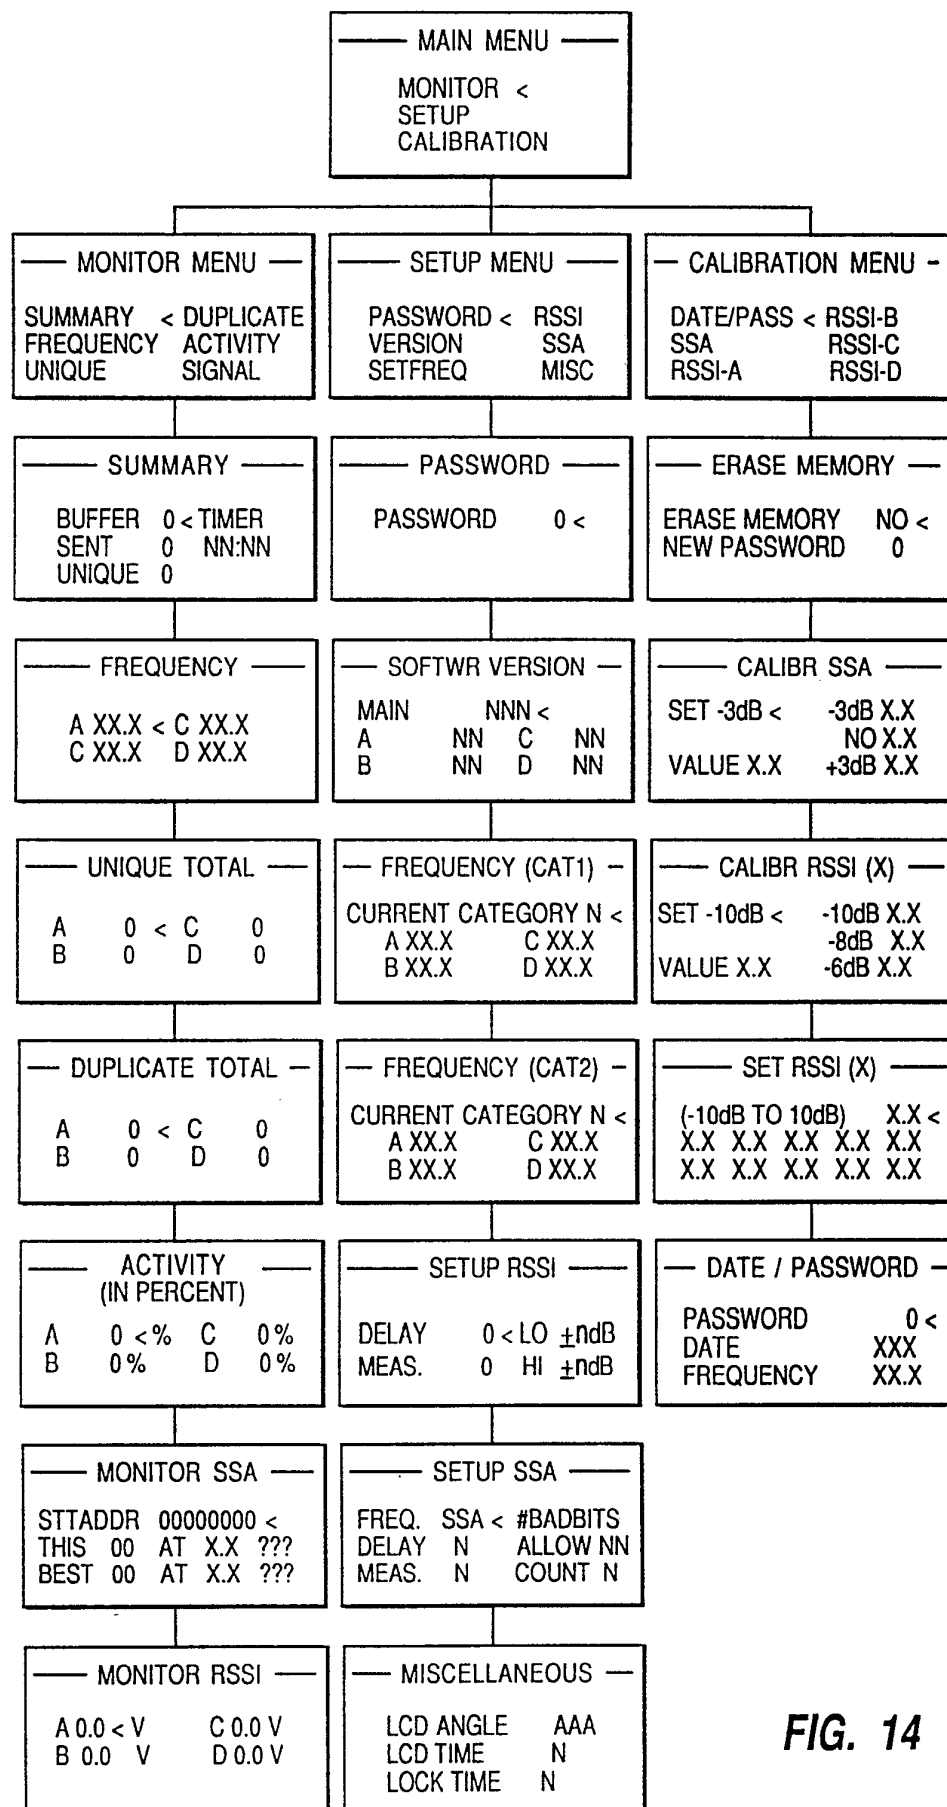 MAIN MENU
MONITOR <
SETUP
CALIBRATION
MONITOR MENU
SUMMARY < DUPLICATE
FREQUENCY ACTIVITY
UNIQUE SIGNAL
SUMMARY
BUFFER 0 < TIMER
SENT 0 NN:NN
UNIQUE 0
FREQUENCY
A XX.X < C XX.X
C XX.X D XX.X
UNIQUE TOTAL
A 0 < C 0
B 0 D 0
DUPLICATE TOTAL
A 0 < C 0
B 0 D 0
ACTIVITY
(IN PERCENT)
A 0 < % C 0 %
B 0 % D 0 %
MONITOR SSA
STTADDR 00000000 <
THIS 00 AT X.X ???
BEST 00 AT X.X ???
MONITOR RSSI
A 0.0 < V C 0.0 V
B 0.0 V D 0.0 V
SETUP MENU
PASSWORD < RSSI
VERSION SSA
SETFREQ MISC
PASSWORD
PASSWORD 0 <
SOFTWR VERSION
MAIN NNN <
A NN C NN
B NN D NN
FREQUENCY (CAT1)
CURRENT CATEGORY N <
A XX.X C XX.X
B XX.X D XX.X
FREQUENCY (CAT2)
CURRENT CATEGORY N <
A XX.X C XX.X
B XX.X D XX.X
SETUP RSSI
DELAY 0 < LO ±ndB
MEAS. 0 HI ±ndB
SETUP SSA
FREQ. SSA < #BADBITS
DELAY N ALLOW NN
MEAS. N COUNT N
MISCELLANEOUS
LCD ANGLE AAA
LCD TIME N
LOCK TIME N
CALIBRATION MENU
DATE/PASS < RSSI-B
SSA RSSI-C
RSSI-A RSSI-D
ERASE MEMORY
ERASE MEMORY NO <
NEW PASSWORD 0
CALIBR SSA
SET -3dB < -3dB X.X
NO X.X
VALUE X.X +3dB X.X
CALIBR RSSI (X)
SET -10dB < -10dB X.X
-8dB X.X
VALUE X.X -6dB X.X
SET RSSI (X)
(-10dB TO 10dB) X.X <
X.X X.X X.X X.X X.X
X.X X.X X.X X.X X.X
DATE / PASSWORD
PASSWORD 0 <
DATE XXX
FREQUENCY XX.X
FIG. 14